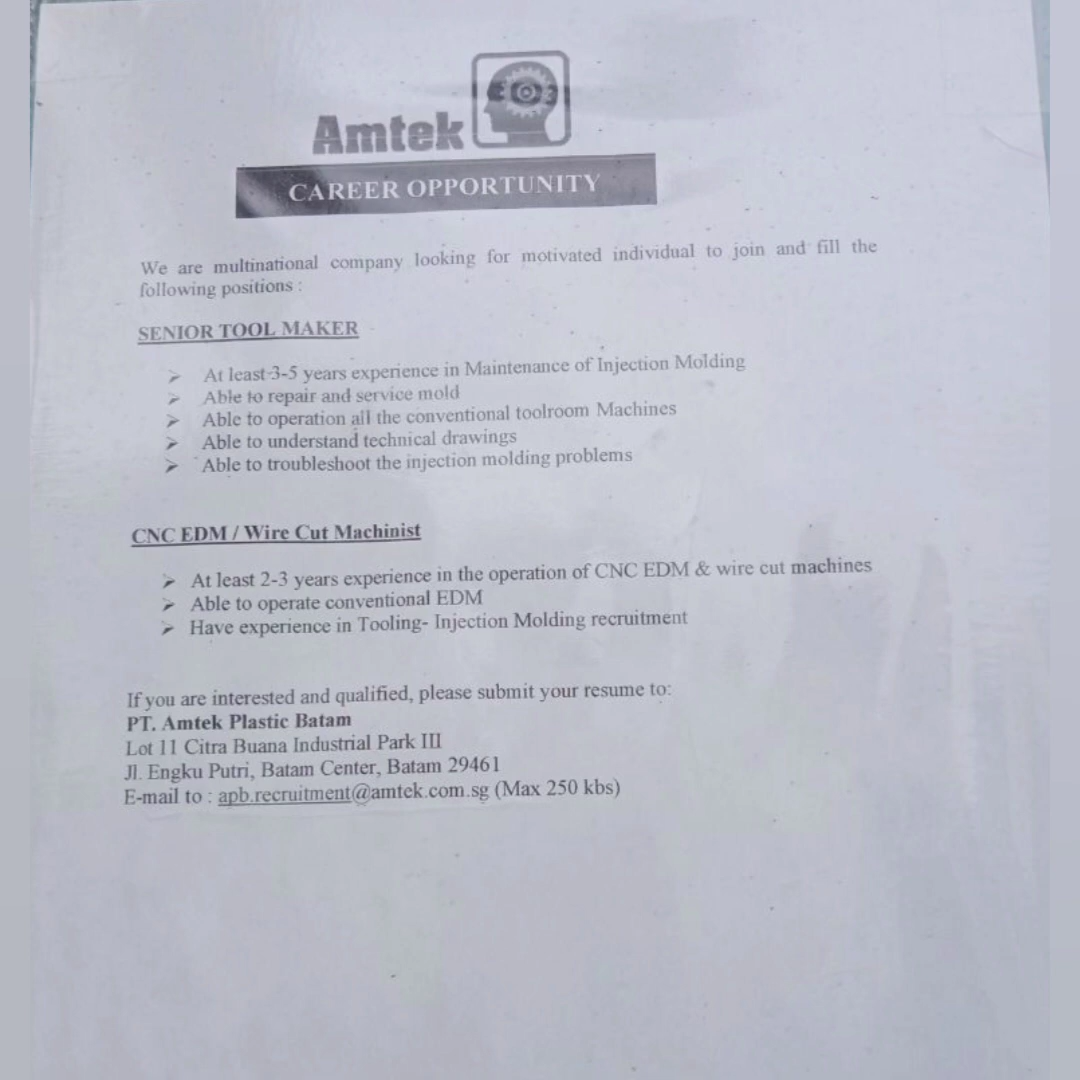 Amtek
CAREER OPPORTUNITY
We are multinational company looking for motivated individual to join and fill the
following positions :
SENIOR TOOL MAKER
➢ At least 3-5 years experience in Maintenance of Injection Molding
➢ Able to repair and service mold
➢ Able to operation all the conventional toolroom Machines
➢ Able to understand technical drawings
➢ Able to troubleshoot the injection molding problems
CNC EDM / Wire Cut Machinist
➢ At least 2-3 years experience in the operation of CNC EDM & wire cut machines
➢ Able to operate conventional EDM
➢ Have experience in Tooling- Injection Molding recruitment
If you are interested and qualified, please submit your resume to:
PT. Amtek Plastic Batam
Lot 11 Citra Buana Industrial Park III
Jl. Engku Putri, Batam Center, Batam 29461
E-mail to : apb.recruitment@amtek.com.sg (Max 250 kbs)